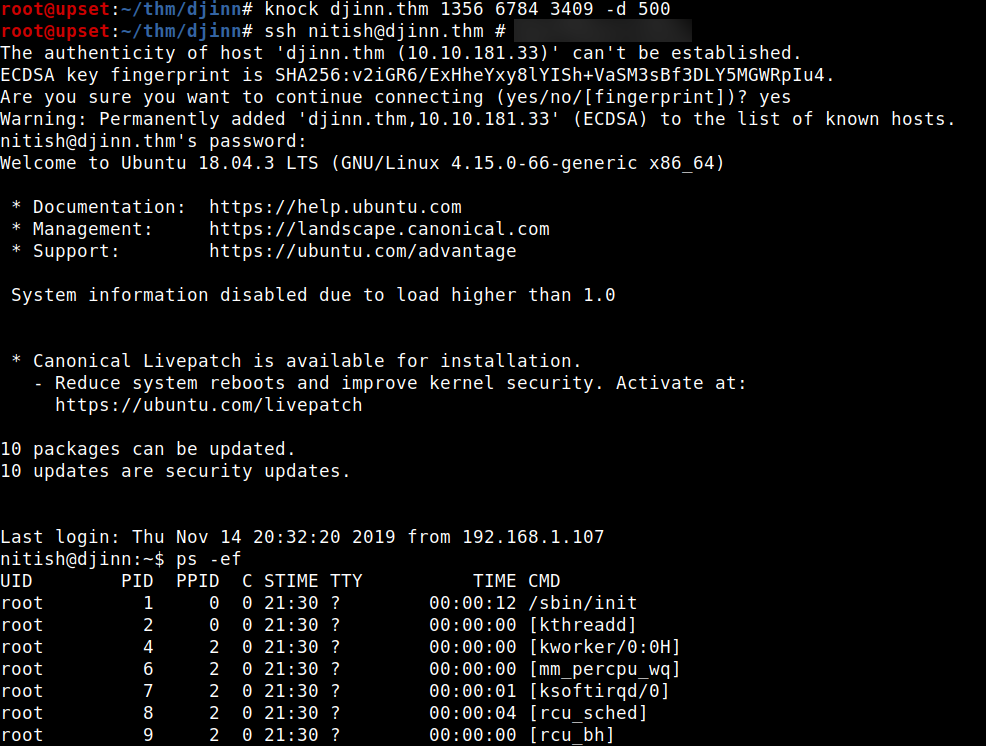 root@upset:~/thm/djinn# knock djinn.thm 1356 6784 3409 -d 500
root@upset:~/thm/djinn# ssh nitish@djinn.thm #
The authenticity of host 'djinn.thm (10.10.181.33)' can't be established.
ECDSA key fingerprint is SHA256:v2iGR6/ExHheYxy8lYISh+VaSM3sBf3DLY5MGWRpIu4.
Are you sure you want to continue connecting (yes/no/[fingerprint])? yes
Warning: Permanently added 'djinn.thm,10.10.181.33' (ECDSA) to the list of known hosts.
nitish@djinn.thm's password:
Welcome to Ubuntu 18.04.3 LTS (GNU/Linux 4.15.0-66-generic x86_64)
 * Documentation:  https://help.ubuntu.com
 * Management:     https://landscape.canonical.com
 * Support:        https://ubuntu.com/advantage
 System information disabled due to load higher than 1.0
 * Canonical Livepatch is available for installation.
   - Reduce system reboots and improve kernel security. Activate at:
     https://ubuntu.com/livepatch
10 packages can be updated.
10 updates are security updates.
Last login: Thu Nov 14 20:32:20 2019 from 192.168.1.107
nitish@djinn:~$ ps -ef
UID        PID  PPID  C STIME TTY          TIME CMD
root         1     0  0 21:30 ?        00:00:12 /sbin/init
root         2     0  0 21:30 ?        00:00:00 [kthreadd]
root         4     2  0 21:30 ?        00:00:00 [kworker/0:0H]
root         6     2  0 21:30 ?        00:00:00 [mm_percpu_wq]
root         7     2  0 21:30 ?        00:00:01 [ksoftirqd/0]
root         8     2  0 21:30 ?        00:00:04 [rcu_sched]
root         9     2  0 21:30 ?        00:00:00 [rcu_bh]